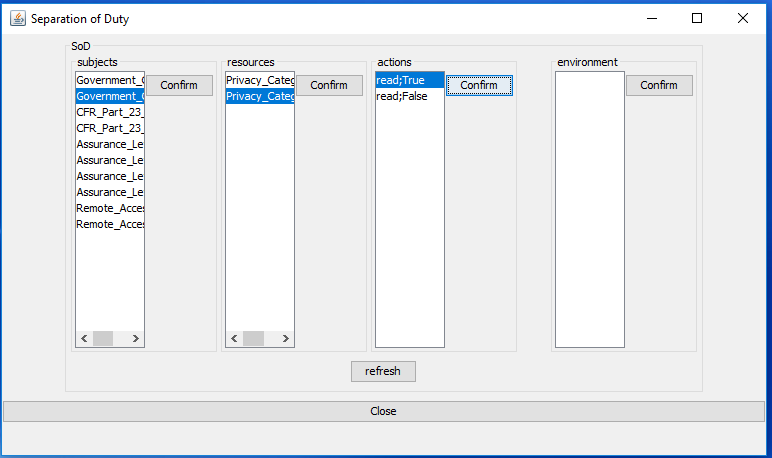 Separation of Duty
SoD
subjects
Government_
Government_
CFR_Part_23_
CFR_Part_23_
Assurance_Le
Assurance_Le
Assurance_Le
Assurance_Le
Remote_Acces
Remote_Acces
Confirm
resources
Privacy_Categ
Privacy_Categ
Confirm
actions
read;True
read;False
Confirm
environment
Confirm
refresh
Close